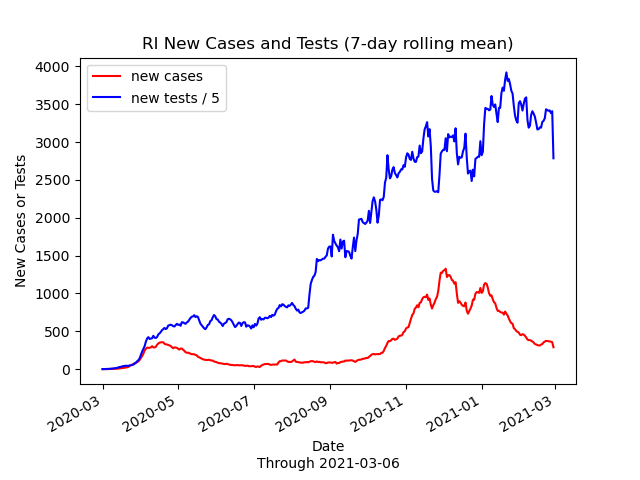 RI New Cases and Tests (7-day rolling mean)
new cases
new tests / 5
4000
3500
3000
2500
2000
1500
1000
500
0
New Cases or Tests
2020-03
2020-05
2020-07
2020-09
2020-11
2021-01
2021-03
Date
Through 2021-03-06